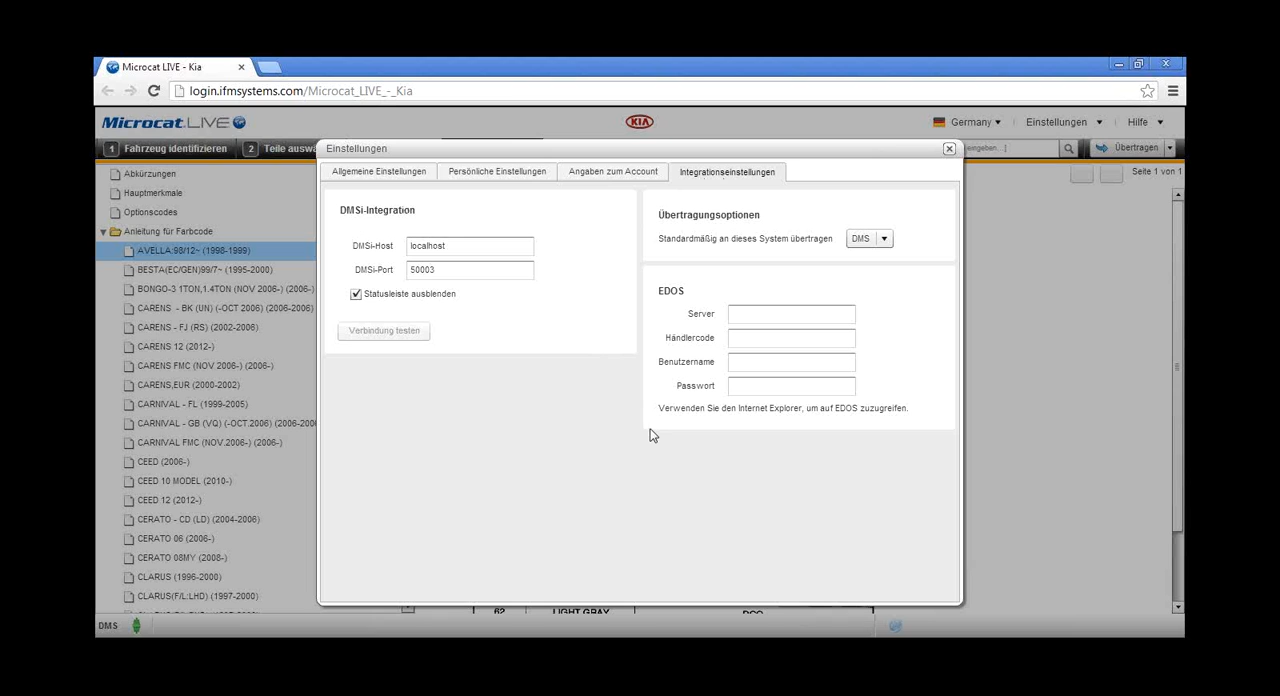 Microcat LIVE - Kia
login.ifmsystems.com/Microcat_LIVE_-_Kia
Microcat.LIVE
KIA
Germany
Einstellungen
Hilfe
1 Fahrzeug identifizieren
2 Teile auswa
eingeben ..]
Übertragen
Seite 1 von 1
Abkürzungen
Hauptmerkmale
Optionscodes
Anleitung für Farbcode
AVELLA:98/12~ (1998-1999)
BESTA(EC/GEN)99/7~ (1995-2000)
BONGO-3 1TON,1.4TON (NOV 2006-) (2006-)
CARENS - BK (UN) (-OCT 2006) (2006-2006)
CARENS - FJ (RS) (2002-2006)
CARENS 12 (2012-)
CARENS FMC (NOV 2006-) (2006-)
CARENS,EUR (2000-2002)
CARNIVAL - FL (1999-2005)
CARNIVAL - GB (VQ) (-OCT.2006) (2006-200
CARNIVAL FMC (NOV.2006-) (2006-)
CEED (2006-)
CEED 10 MODEL (2010-)
CEED 12 (2012-)
CERATO - CD (LD) (2004-2006)
CERATO 06 (2006-)
CERATO 08MY (2008-)
CLARUS (1996-2000)
CLARUS(F/L:LHD) (1997-2000)
Einstellungen
Allgemeine Einstellungen
Persönliche Einstellungen
Angaben zum Account
Integrationseinstellungen
DMSi-Integration
DMSi-Host localhost
DMSi-Port 50003
Statusleiste ausblenden
Verbindung testen
Übertragungsoptionen
Standardmäßig an dieses System übertragen DMS
EDOS
Server
Händlercode
Benutzername
Passwort
Verwenden Sie den Internet Explorer, um auf EDOS zuzugreifen.
62 LIGHT GRAY
DMS